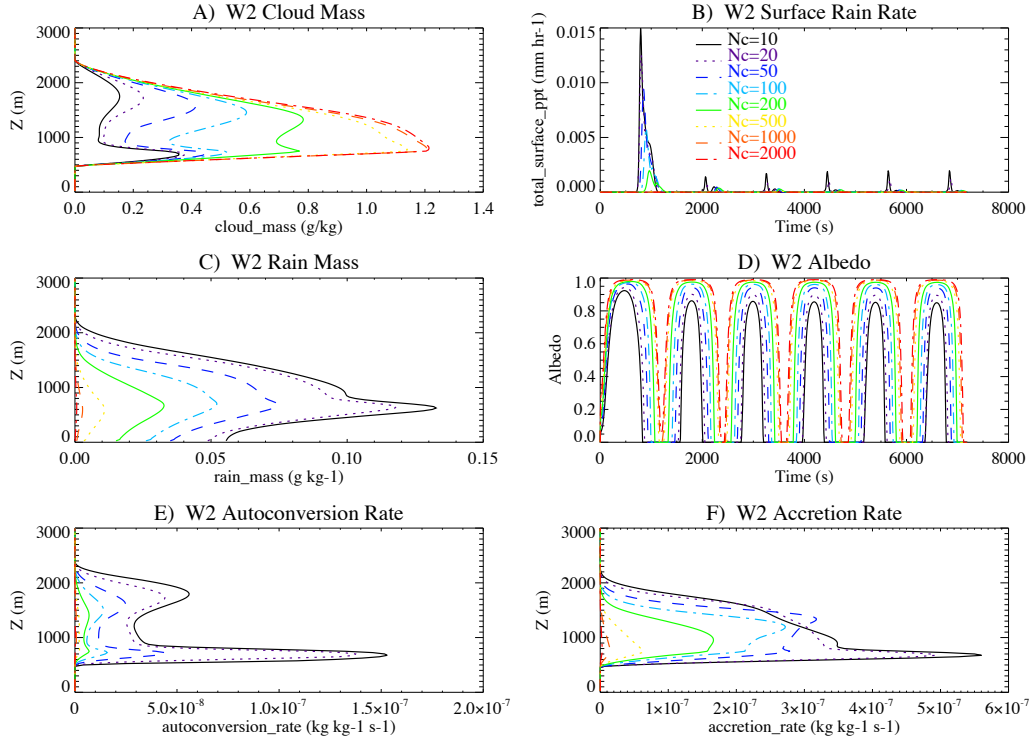 A)  W2 Cloud Mass
3000
2000
1000
0
Z (m)
0.0 0.2 0.4 0.6 0.8 1.0 1.2 1.4
cloud_mass (g/kg)
B)  W2 Surface Rain Rate
0.015
0.010
0.005
0.000
total_surface_ppt (mm hr-1)
Nc=10
Nc=20
Nc=50
Nc=100
Nc=200
Nc=500
Nc=1000
Nc=2000
0 2000 4000 6000 8000
Time (s)
C)  W2 Rain Mass
3000
2000
1000
0
Z (m)
0.00 0.05 0.10 0.15
rain_mass (g kg-1)
D)  W2 Albedo
1.0
0.8
0.6
0.4
0.2
0.0
Albedo
0 2000 4000 6000 8000
Time (s)
E)  W2 Autoconversion Rate
3000
2000
1000
0
Z (m)
5.0×10-8 1.0×10-7 1.5×10-7 2.0×10-7
autoconversion_rate (kg kg-1 s-1)
F)  W2 Accretion Rate
3000
2000
1000
0
Z (m)
1×10-7 2×10-7 3×10-7 4×10-7 5×10-7 6×10-7
accretion_rate (kg kg-1 s-1)